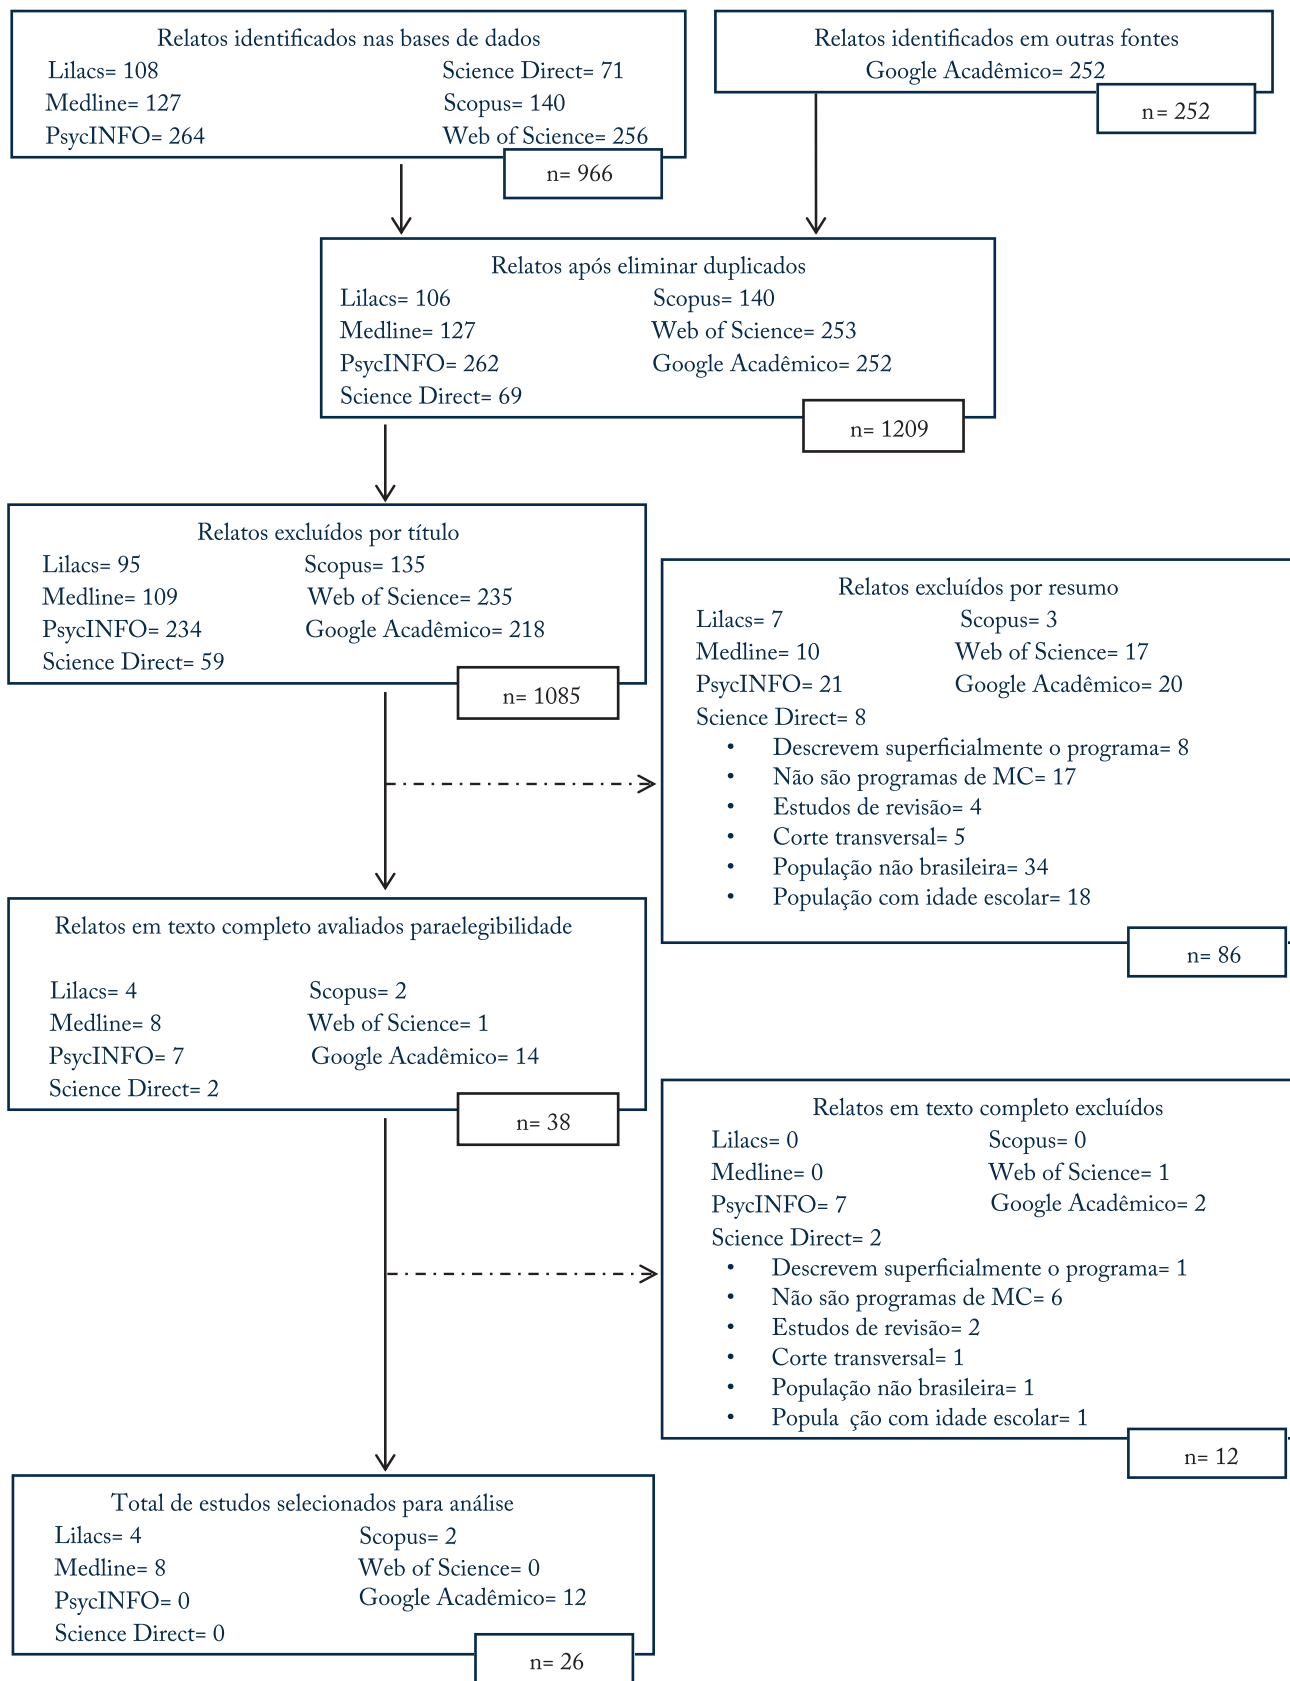 Relatos identificados nas bases de dados
Lilacs= 108 Science Direct= 71
Medline= 127 Scopus= 140
PsycINFO= 264 Web of Science= 256
n= 966
Relatos identificados em outras fontes
Google Acadêmico= 252
n= 252
Relatos após eliminar duplicados
Lilacs= 106 Scopus= 140
Medline= 127 Web of Science= 253
PsycINFO= 262 Google Acadêmico= 252
Science Direct= 69
n= 1209
Relatos excluídos por título
Lilacs= 95 Scopus= 135
Medline= 109 Web of Science= 235
PsycINFO= 234 Google Acadêmico= 218
Science Direct= 59
n= 1085
Relatos excluídos por resumo
Lilacs= 7 Scopus= 3
Medline= 10 Web of Science= 17
PsycINFO= 21 Google Acadêmico= 20
Science Direct= 8
• Descrevem superficialmente o programa= 8
• Não são programas de MC= 17
• Estudos de revisão= 4
• Corte transversal= 5
• População não brasileira= 34
• População com idade escolar= 18
n= 86
Relatos em texto completo avaliados paraelegibilidade
Lilacs= 4 Scopus= 2
Medline= 8 Web of Science= 1
PsycINFO= 7 Google Acadêmico= 14
Science Direct= 2
n= 38
Relatos em texto completo excluídos
Lilacs= 0 Scopus= 0
Medline= 0 Web of Science= 1
PsycINFO= 7 Google Acadêmico= 2
Science Direct= 2
• Descrevem superficialmente o programa= 1
• Não são programas de MC= 6
• Estudos de revisão= 2
• Corte transversal= 1
• População não brasileira= 1
• Popula ção com idade escolar= 1
n= 12
Total de estudos selecionados para análise
Lilacs= 4 Scopus= 2
Medline= 8 Web of Science= 0
PsycINFO= 0 Google Acadêmico= 12
Science Direct= 0
n= 26